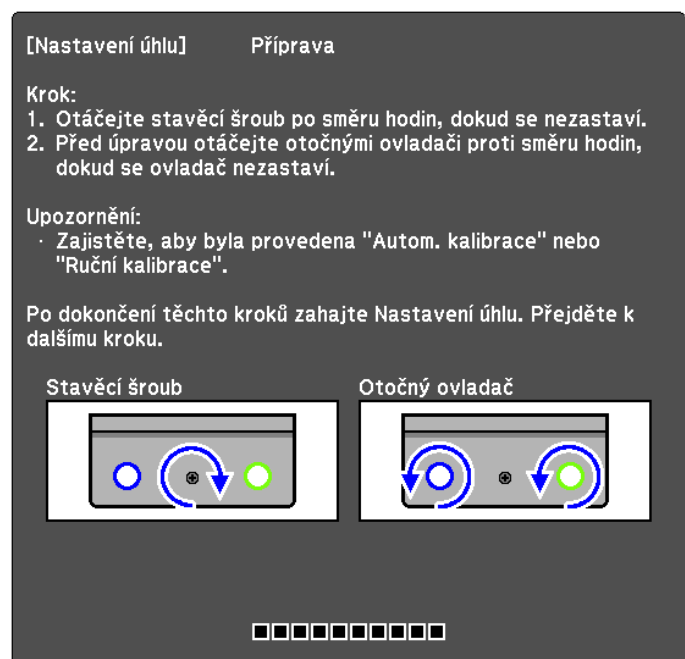 [Nastavení úhlu] Příprava
Krok:
1. Otáčejte stavěcí šroub po směru hodin, dokud se nezastaví.
2. Před úpravou otáčejte otočnými ovladači proti směru hodin,
dokud se ovladač nezastaví.
Upozornění:
· Zajistěte, aby byla provedena "Autom. kalibrace" nebo
"Ruční kalibrace".
Po dokončení těchto kroků zahajte Nastavení úhlu. Přejděte k
dalšímu kroku.
Stavěcí šroub
Otočný ovladač